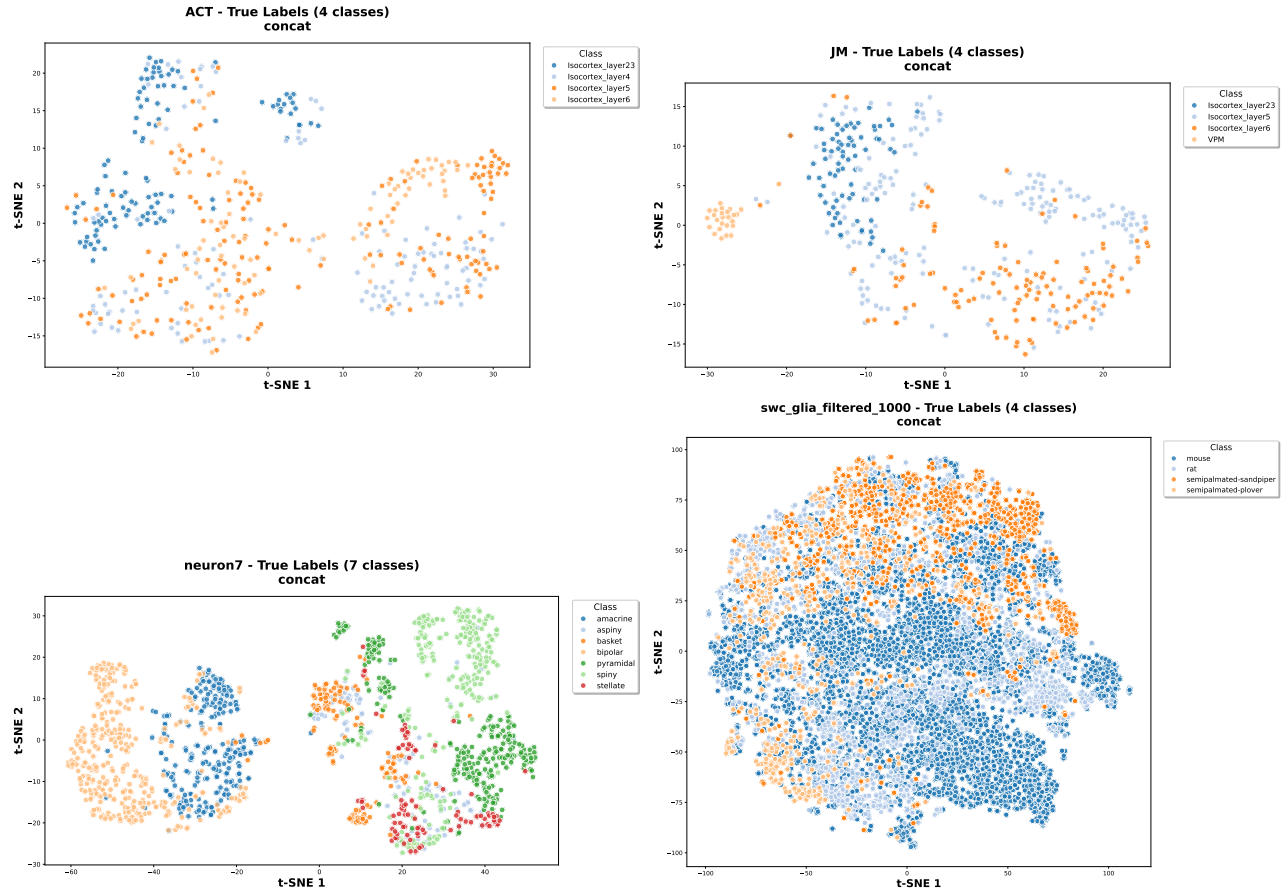 ACT - True Labels (4 classes)
concat
Class
Isocortex_layer23
Isocortex_layer4
Isocortex_layer5
Isocortex_layer6
t-SNE 2
20
15
10
5
0
−5
−10
−15
−20
−10
0
10
20
30
t-SNE 1
JM - True Labels (4 classes)
concat
Class
Isocortex_layer23
Isocortex_layer5
Isocortex_layer6
VPM
t-SNE 2
15
10
5
0
−5
−10
−15
−30
−20
−10
0
10
20
t-SNE 1
neuron7 - True Labels (7 classes)
concat
Class
amacrine
aspiny
basket
bipolar
pyramidal
spiny
stellate
t-SNE 2
30
20
10
0
−10
−20
−30
−60
−40
−20
0
20
40
t-SNE 1
swc_glia_filtered_1000 - True Labels (4 classes)
concat
Class
mouse
rat
semipalmated-sandpiper
semipalmated-plover
t-SNE 2
100
75
50
25
0
−25
−50
−75
−100
−100
−50
0
50
100
t-SNE 1